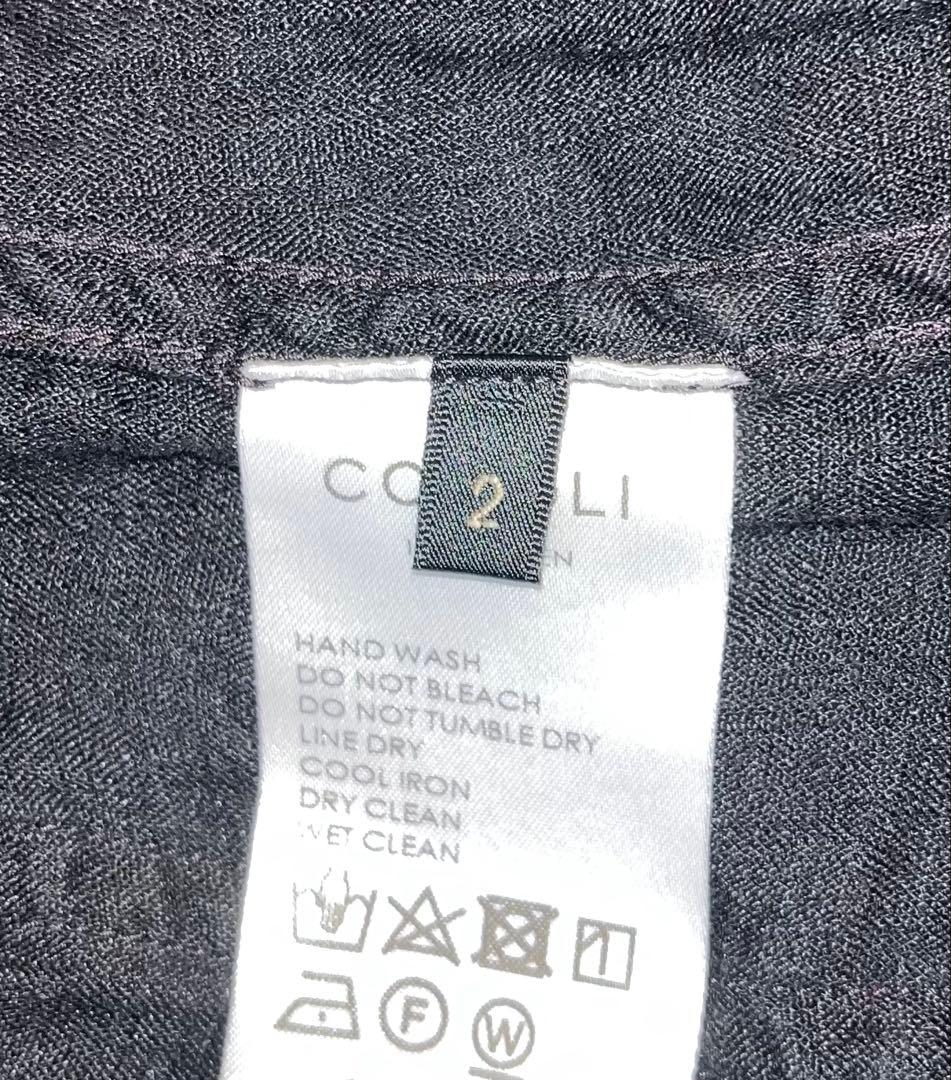 2
HAND WASH
DO NOT BLEACH
DO NOT TUMBLE DRY
LINE DRY
COOL IRON
DRY CLEAN
WET CLEAN
F
W